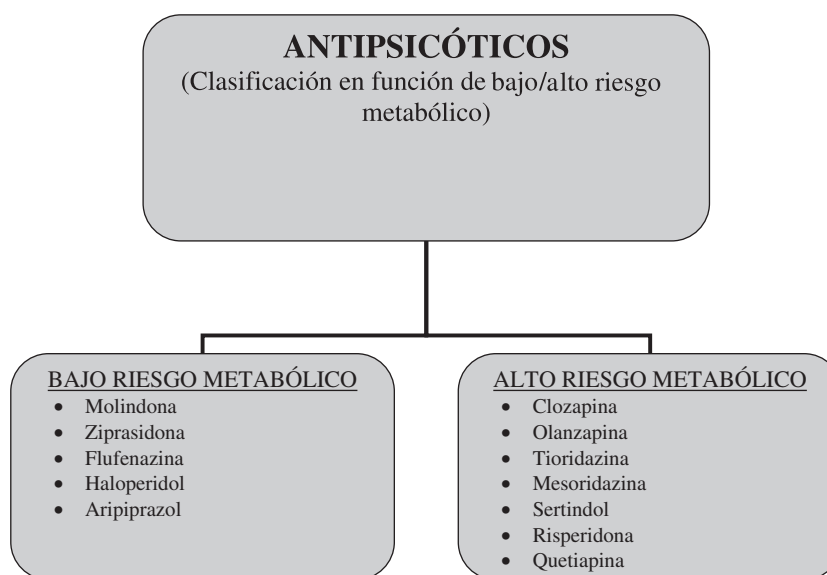 ANTIPSICÓTICOS
(Clasificación en función de bajo/alto riesgo
metabólico)
BAJO RIESGO METABÓLICO
• Molindona
• Ziprasidona
• Flufenazina
• Haloperidol
• Aripiprazol
ALTO RIESGO METABÓLICO
• Clozapina
• Olanzapina
• Tioridazina
• Mesoridazina
• Sertindol
• Risperidona
• Quetiapina